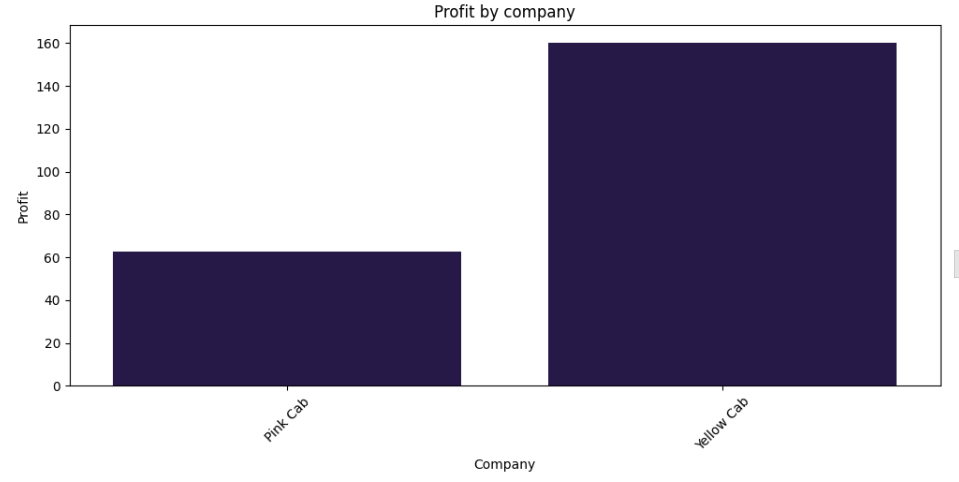 Profit by company
160
140
120
100
80
60
40
20
0
Profit
Pink Cab
Yellow Cab
Company